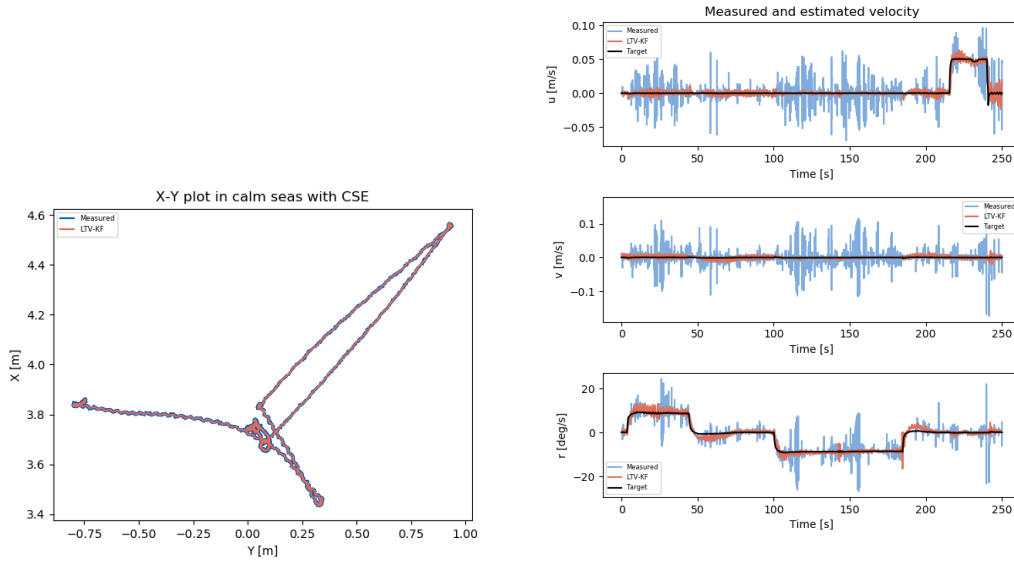 X-Y plot in calm seas with CSE
Measured
LTV-KF
4.6
4.4
4.2
4.0
3.8
3.6
3.4
X [m]
−0.75 −0.50 −0.25 0.00 0.25 0.50 0.75 1.00
Y [m]
Measured and estimated velocity
Measured
LTV-KF
Target
0.05
0.00
−0.05
u [m/s]
0 50 100 150 200 250
Time [s]
Measured
LTV-KF
Target
0.1
0.0
−0.1
v [m/s]
0 50 100 150 200 250
Time [s]
20
0
−20
r [deg/s]
Measured
LTV-KF
Target
0 50 100 150 200 250
Time [s]